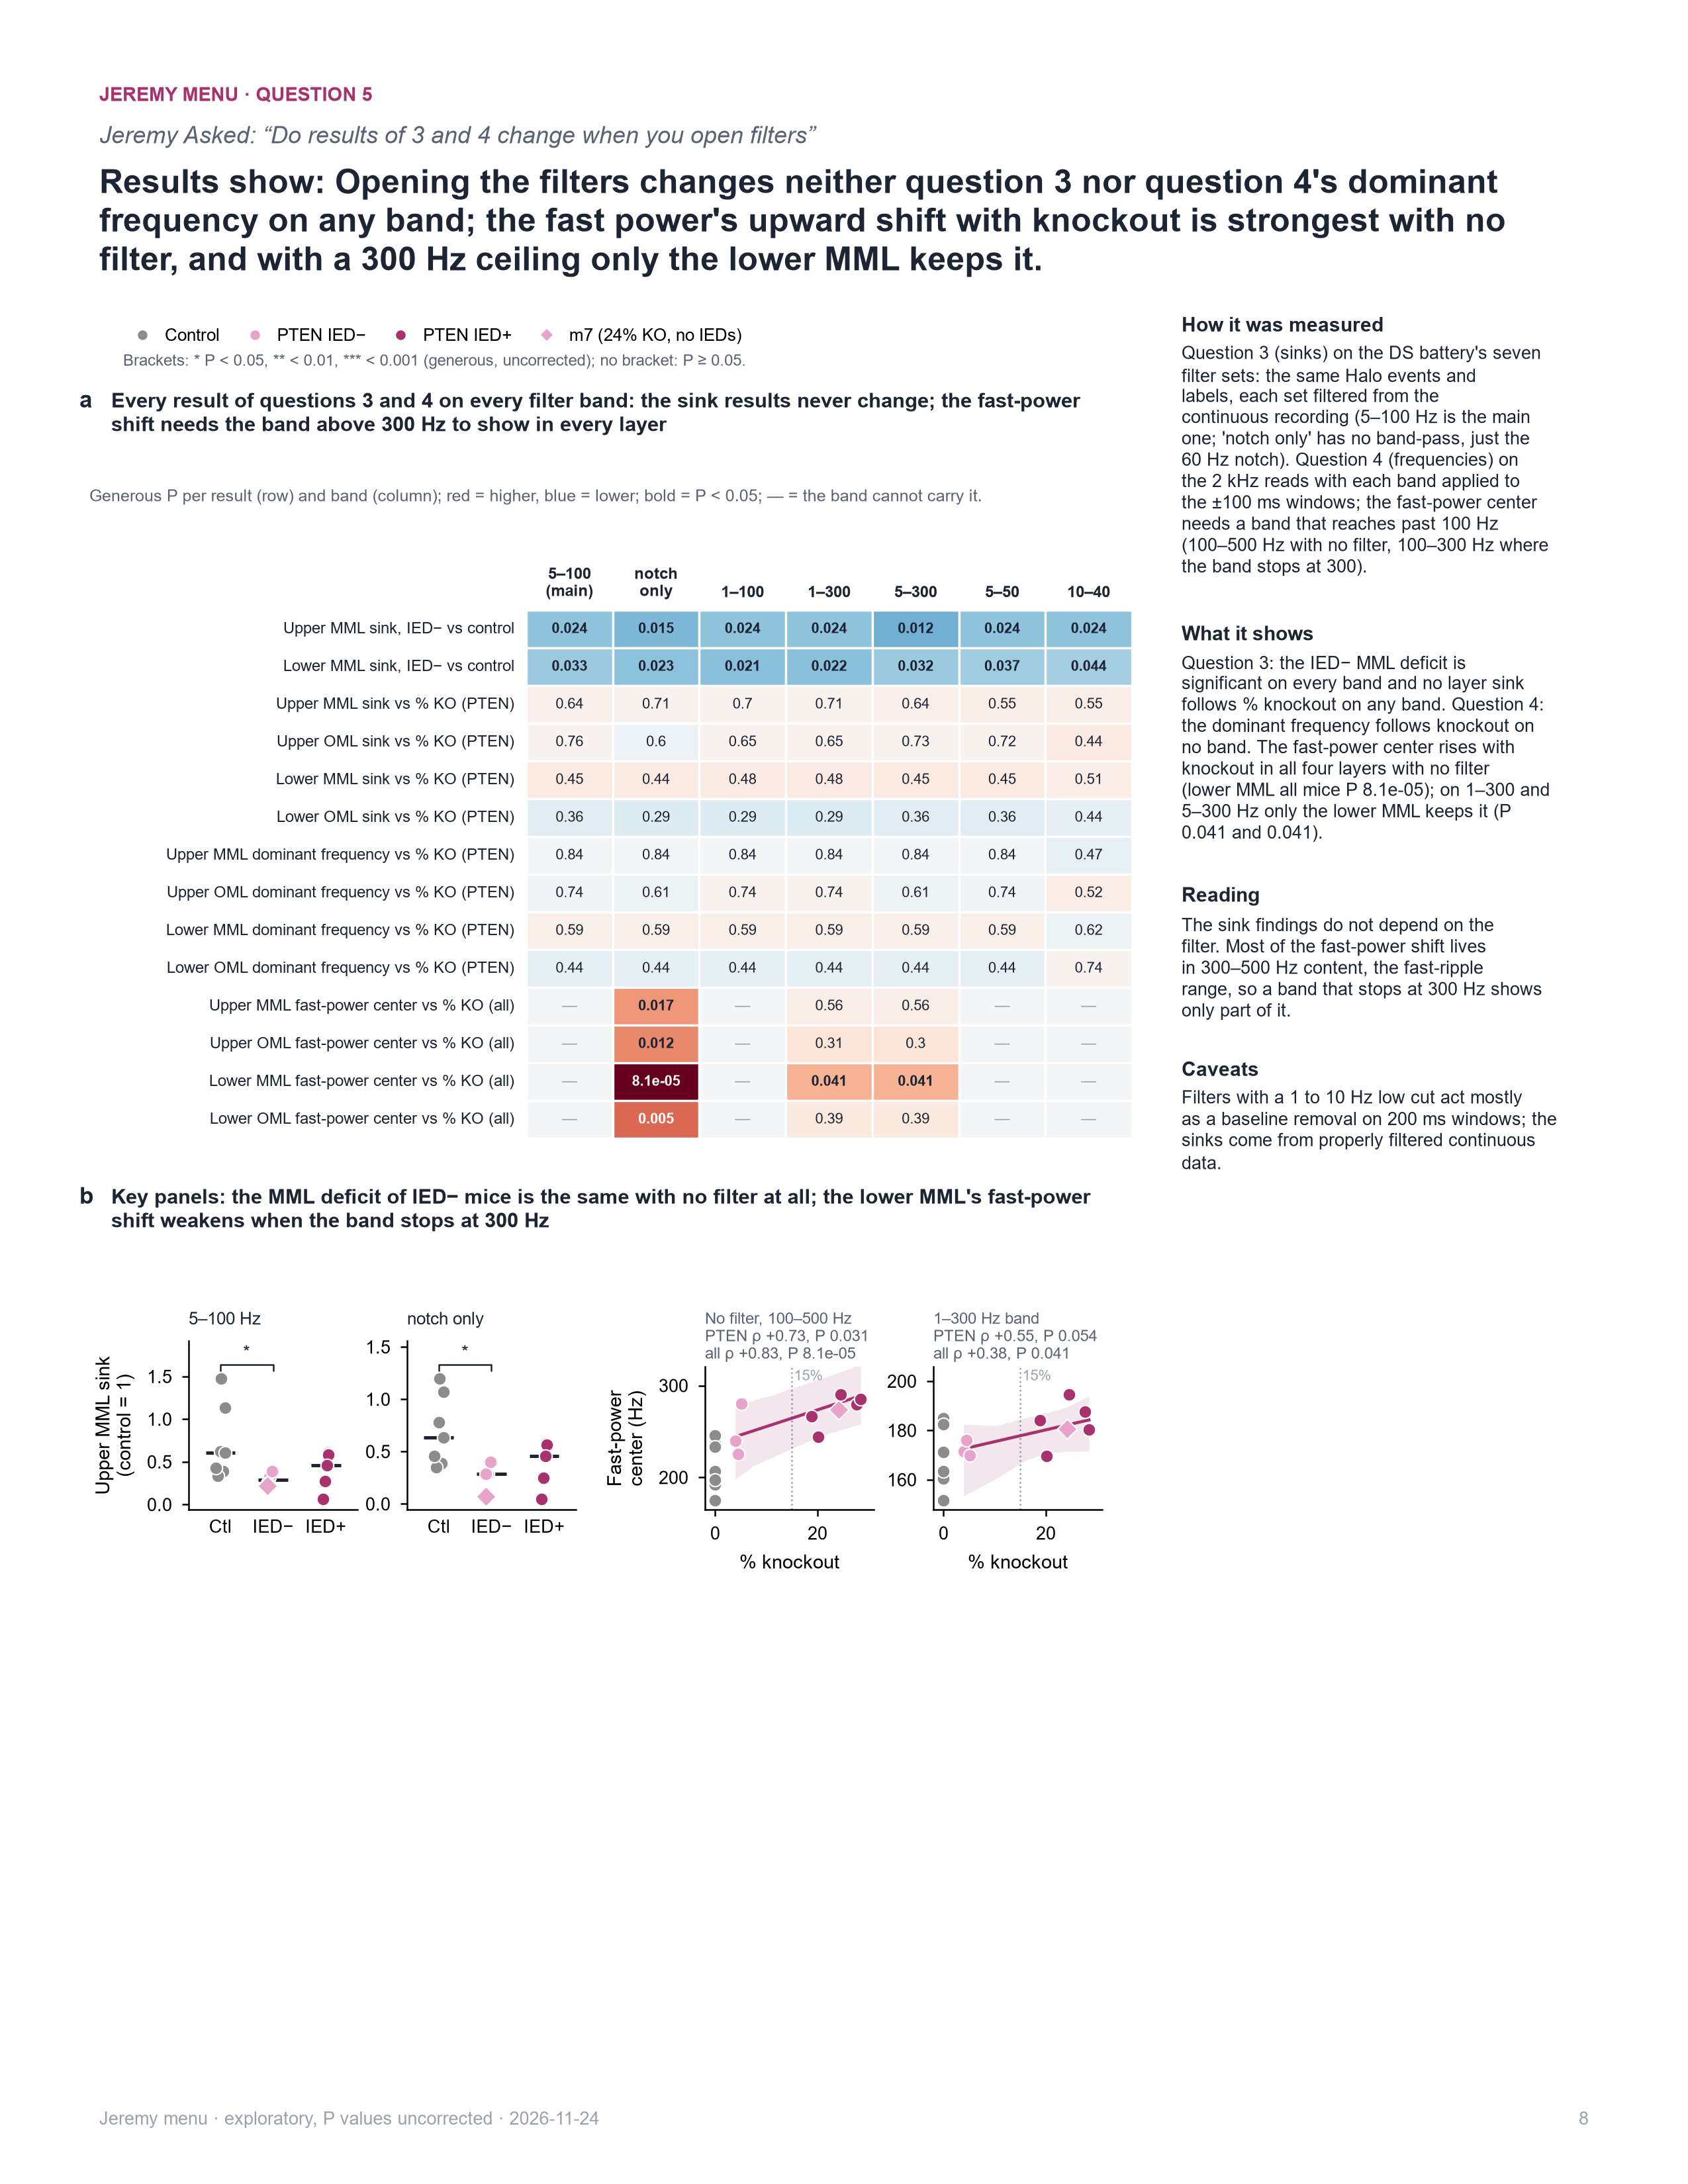 JEREMY MENU · QUESTION 5
Jeremy Asked: “Do results of 3 and 4 change when you open filters”
Results show: Opening the filters changes neither question 3 nor question 4's dominant
frequency on any band; the fast power's upward shift with knockout is strongest with no
filter, and with a 300 Hz ceiling only the lower MML keeps it.
Control PTEN IED− PTEN IED+ m7 (24% KO, no IEDs)
Brackets: * P < 0.05, ** < 0.01, *** < 0.001 (generous, uncorrected); no bracket: P ≥ 0.05.
a Every result of questions 3 and 4 on every filter band: the sink results never change; the fast-power
shift needs the band above 300 Hz to show in every layer
Generous P per result (row) and band (column); red = higher, blue = lower; bold = P < 0.05; — = the band cannot carry it.
5–100 (main) notch only 1–100 1–300 5–300 5–50 10–40
Upper MML sink, IED− vs control 0.024 0.015 0.024 0.024 0.012 0.024 0.024
Lower MML sink, IED− vs control 0.033 0.023 0.021 0.022 0.032 0.037 0.044
Upper MML sink vs % KO (PTEN) 0.64 0.71 0.7 0.71 0.64 0.55 0.55
Upper OML sink vs % KO (PTEN) 0.76 0.6 0.65 0.65 0.73 0.72 0.44
Lower MML sink vs % KO (PTEN) 0.45 0.44 0.48 0.48 0.45 0.45 0.51
Lower OML sink vs % KO (PTEN) 0.36 0.29 0.29 0.29 0.36 0.36 0.44
Upper MML dominant frequency vs % KO (PTEN) 0.84 0.84 0.84 0.84 0.84 0.84 0.47
Upper OML dominant frequency vs % KO (PTEN) 0.74 0.61 0.74 0.74 0.61 0.74 0.52
Lower MML dominant frequency vs % KO (PTEN) 0.59 0.59 0.59 0.59 0.59 0.59 0.62
Lower OML dominant frequency vs % KO (PTEN) 0.44 0.44 0.44 0.44 0.44 0.44 0.74
Upper MML fast-power center vs % KO (all) — 0.017 — 0.56 0.56 — —
Upper OML fast-power center vs % KO (all) — 0.012 — 0.31 0.3 — —
Lower MML fast-power center vs % KO (all) — 8.1e-05 — 0.041 0.041 — —
Lower OML fast-power center vs % KO (all) — 0.005 — 0.39 0.39 — —
b Key panels: the MML deficit of IED− mice is the same with no filter at all; the lower MML's fast-power
shift weakens when the band stops at 300 Hz
5–100 Hz
*
Upper MML sink
(control = 1)
1.5
1.0
0.5
0.0
Ctl IED− IED+
notch only
*
1.5
1.0
0.5
0.0
Ctl IED− IED+
No filter, 100–500 Hz
PTEN ρ +0.73, P 0.031
all ρ +0.83, P 8.1e-05
15%
Fast-power
center (Hz)
300
200
0 20
% knockout
1–300 Hz band
PTEN ρ +0.55, P 0.054
all ρ +0.38, P 0.041
15%
200
180
160
0 20
% knockout
How it was measured
Question 3 (sinks) on the DS battery's seven
filter sets: the same Halo events and
labels, each set filtered from the
continuous recording (5–100 Hz is the main
one; 'notch only' has no band-pass, just the
60 Hz notch). Question 4 (frequencies) on
the 2 kHz reads with each band applied to
the ±100 ms windows; the fast-power center
needs a band that reaches past 100 Hz
(100–500 Hz with no filter, 100–300 Hz where
the band stops at 300).
What it shows
Question 3: the IED− MML deficit is
significant on every band and no layer sink
follows % knockout on any band. Question 4:
the dominant frequency follows knockout on
no band. The fast-power center rises with
knockout in all four layers with no filter
(lower MML all mice P 8.1e-05); on 1–300 and
5–300 Hz only the lower MML keeps it (P
0.041 and 0.041).
Reading
The sink findings do not depend on the
filter. Most of the fast-power shift lives
in 300–500 Hz content, the fast-ripple
range, so a band that stops at 300 Hz shows
only part of it.
Caveats
Filters with a 1 to 10 Hz low cut act mostly
as a baseline removal on 200 ms windows; the
sinks come from properly filtered continuous
data.
Jeremy menu · exploratory, P values uncorrected · 2026-11-24
8